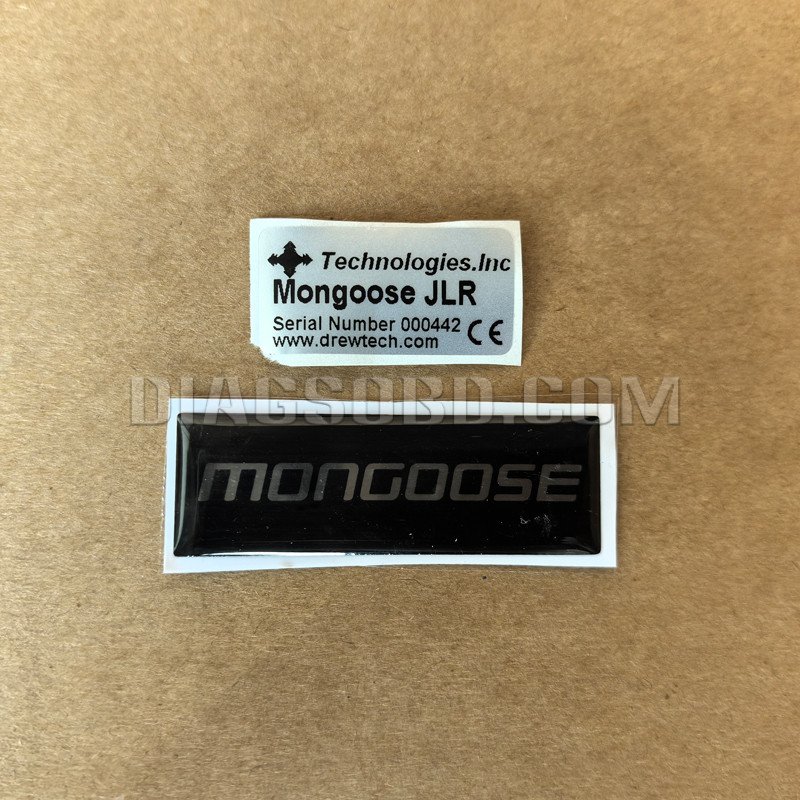 Technologies.Inc
Mongoose JLR
Serial Number 000442 CE
www.drewtech.com
DIAGSOBD.COM
MONGOOSE